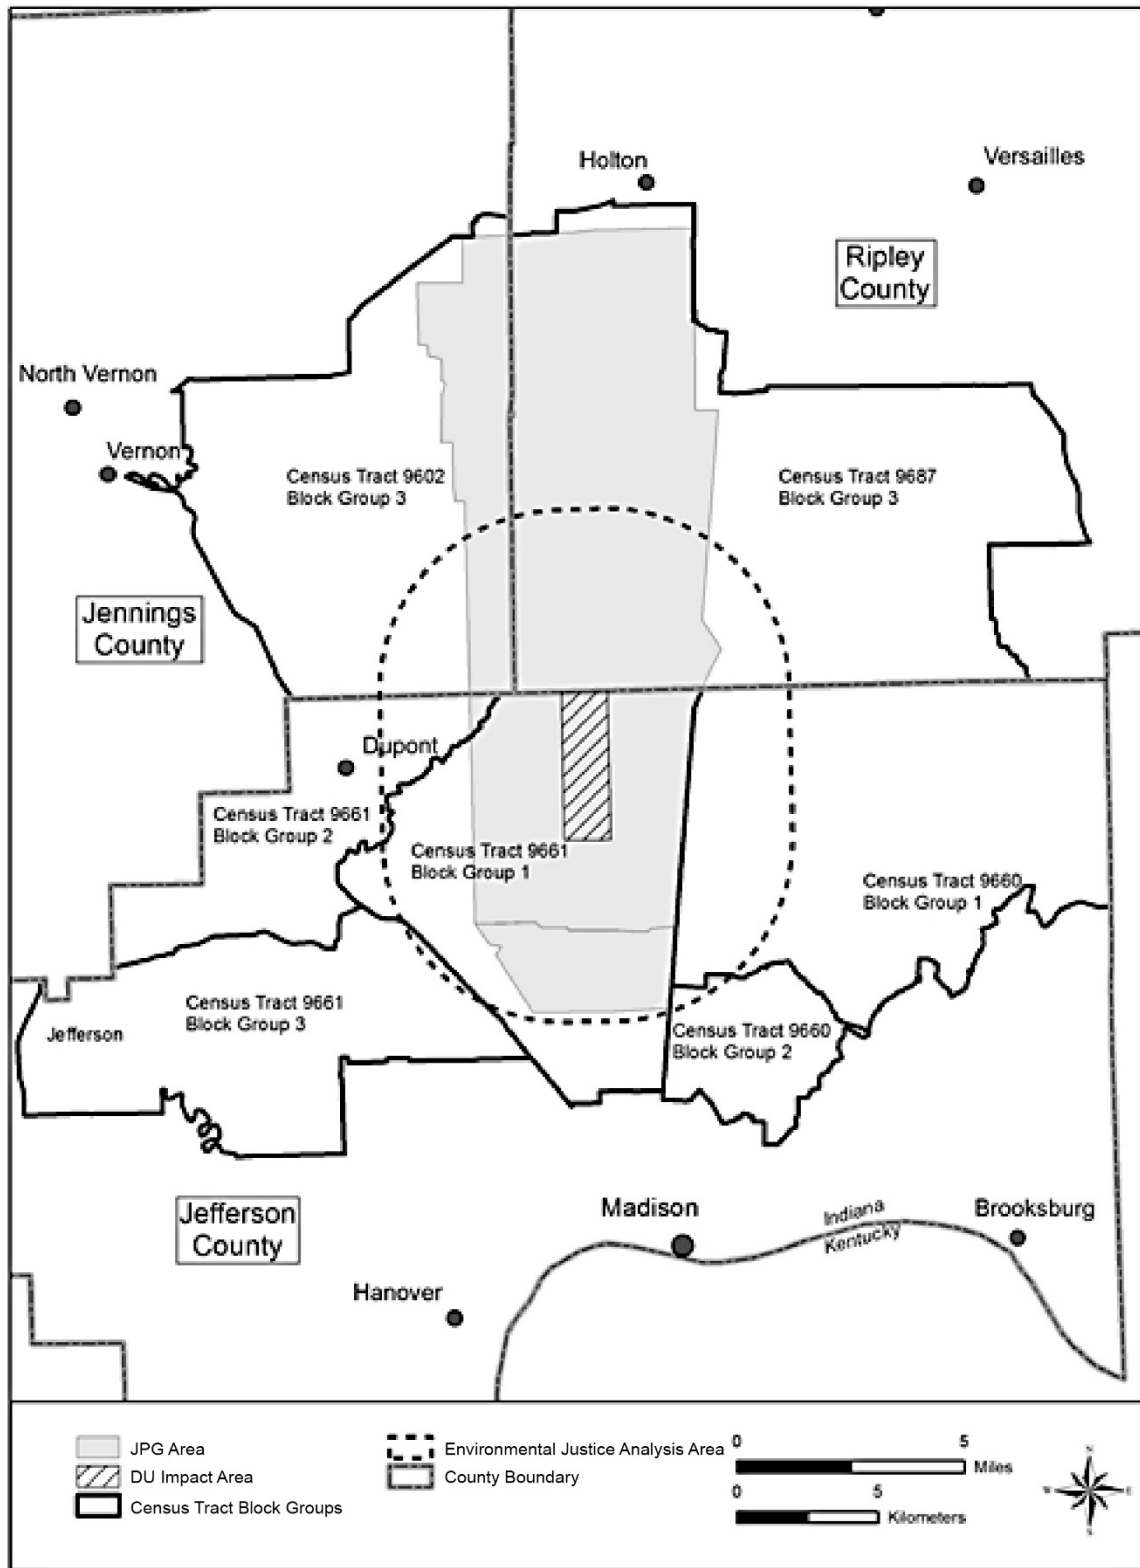 Holton
Versailles
Ripley
County
North Vernon
Vernon
Census Tract 9602
Block Group 3
Census Tract 9687
Block Group 3
Jennings
County
Dupont
Census Tract 9661
Block Group 2
Census Tract 9661
Block Group 1
Census Tract 9660
Block Group 1
Census Tract 9661
Block Group 3
Jefferson
Census Tract 9660
Block Group 2
Jefferson
County
Madison
Indiana
Kentucky
Brooksburg
Hanover
JPG Area
DU Impact Area
Census Tract Block Groups
Environmental Justice Analysis Area
County Boundary
0 5
Miles
0 5
Kilometers
N
W E
S